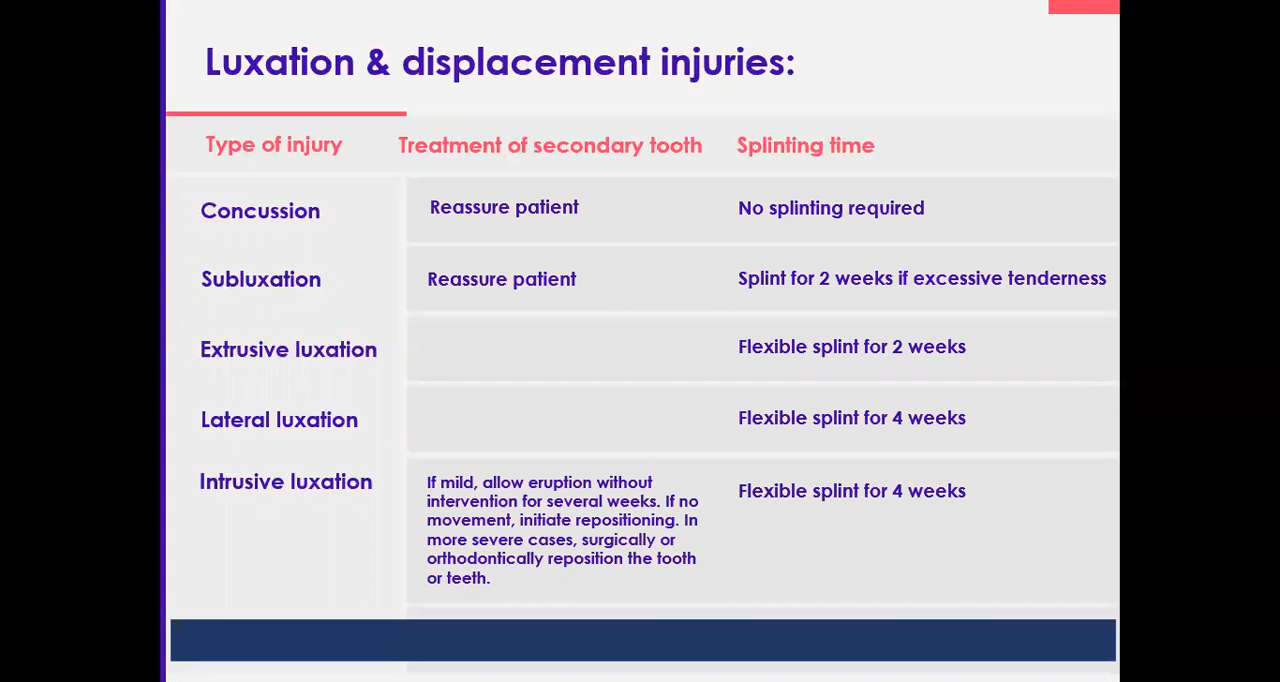 Luxation & displacement injuries:
Type of injury Treatment of secondary tooth Splinting time
Concussion Reassure patient No splinting required
Subluxation Reassure patient Splint for 2 weeks if excessive tenderness
Extrusive luxation Flexible splint for 2 weeks
Lateral luxation Flexible splint for 4 weeks
Intrusive luxation If mild, allow eruption without
intervention for several weeks. If no
movement, initiate repositioning. In
more severe cases, surgically or
orthodontically reposition the tooth
or teeth.
Flexible splint for 4 weeks